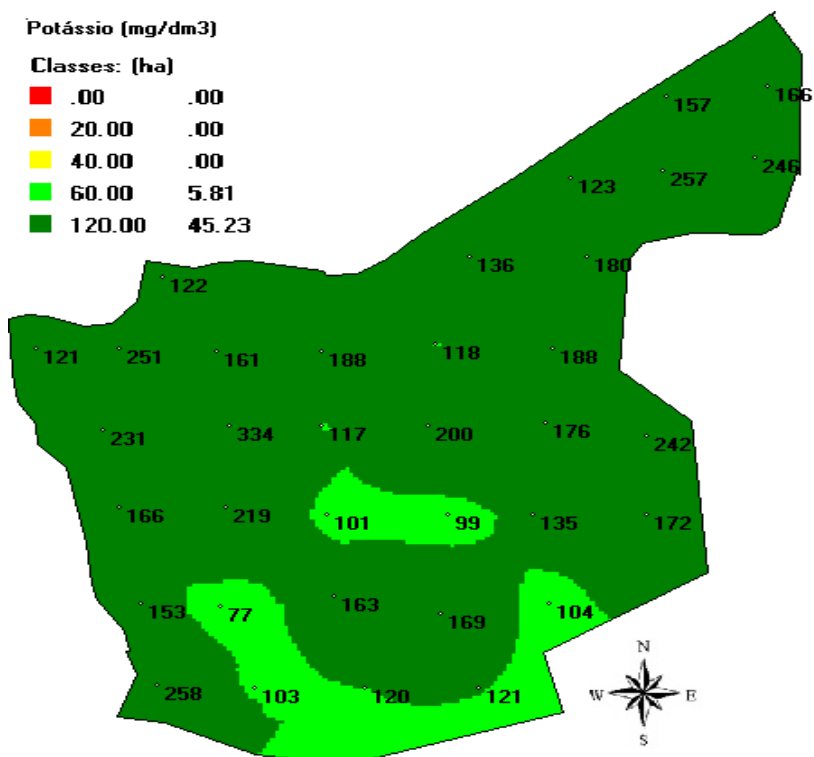 Potássio (mg/dm3)
Classes: (ha)
.00 .00
20.00 .00
40.00 .00
60.00 5.81
120.00 45.23
157 166
123 257 246
136 180
122
121 251 161 188 118 188
231 334 117 200 176 242
166 219 101 99 135 172
153 77 163 169 104
258 103 120 121
N
W E
S